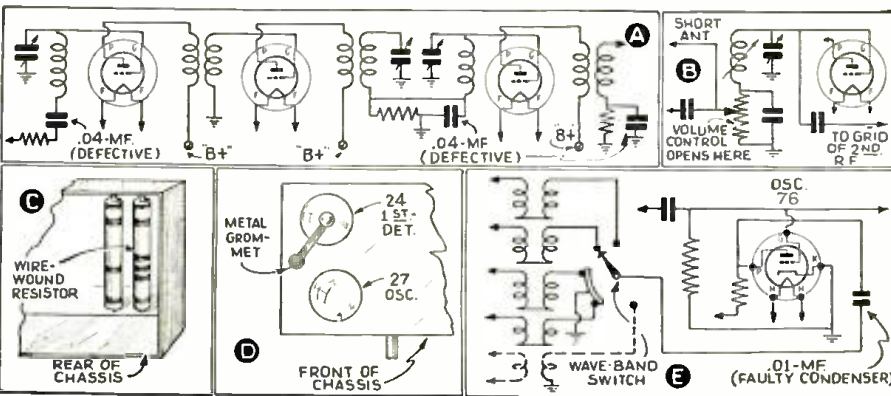 A
.04-MF.
(DEFECTIVE)
"B+"
"B+"
.04-MF.
(DEFECTIVE)
"B+"
P
G
F
F
P
G
F
F
P
G
F
F
B
SHORT
ANT
VOLUME
CONTROL
OPENS HERE
TO GRID
OF 2ND.
R F
P
G
F
F
C
WIRE-
WOUND
RESISTOR
REAR OF
CHASSIS
D
METAL
GROM-
MET
24
1ST-
DET.
27
OSC.
FRONT OF
CHASSIS
E
OSC.
76
P
G
K
H
H
WAVE-BAND
SWITCH
.01-MF.
(FAULTY CONDENSER)